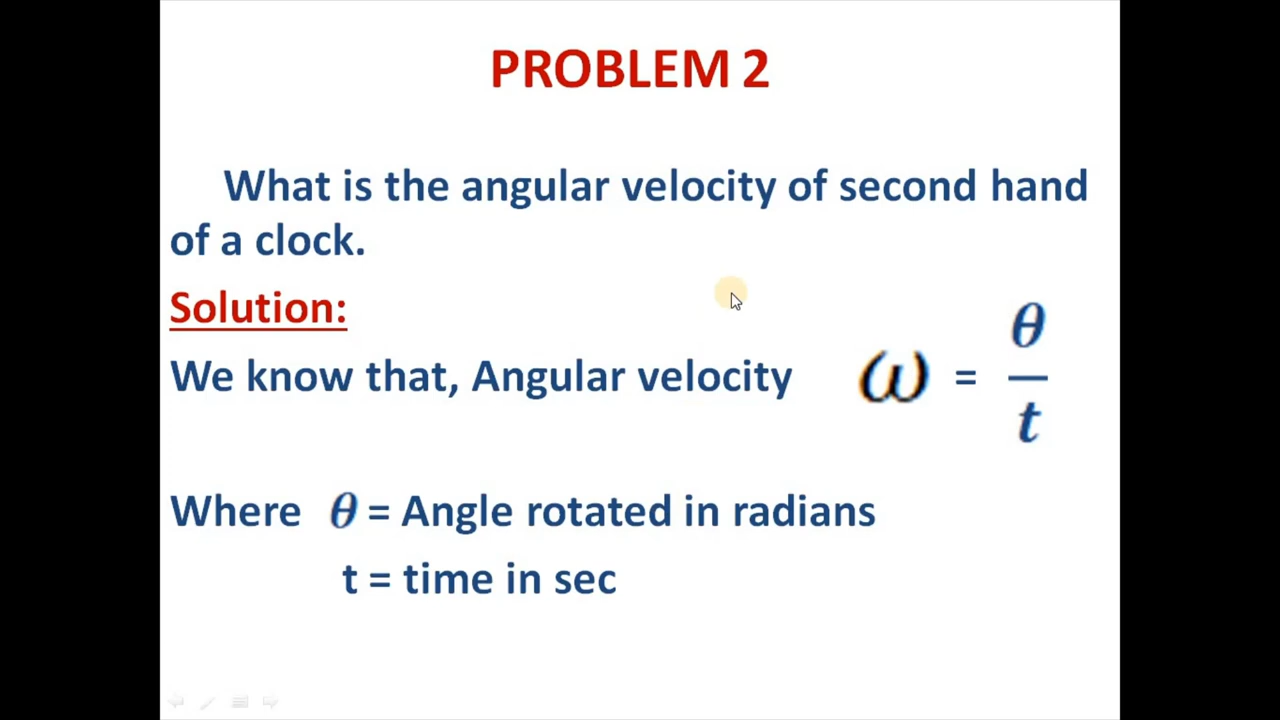 PROBLEM 2
What is the angular velocity of second hand
of a clock.
Solution:
We know that, Angular velocity ω = θ/t
Where θ = Angle rotated in radians
t = time in sec